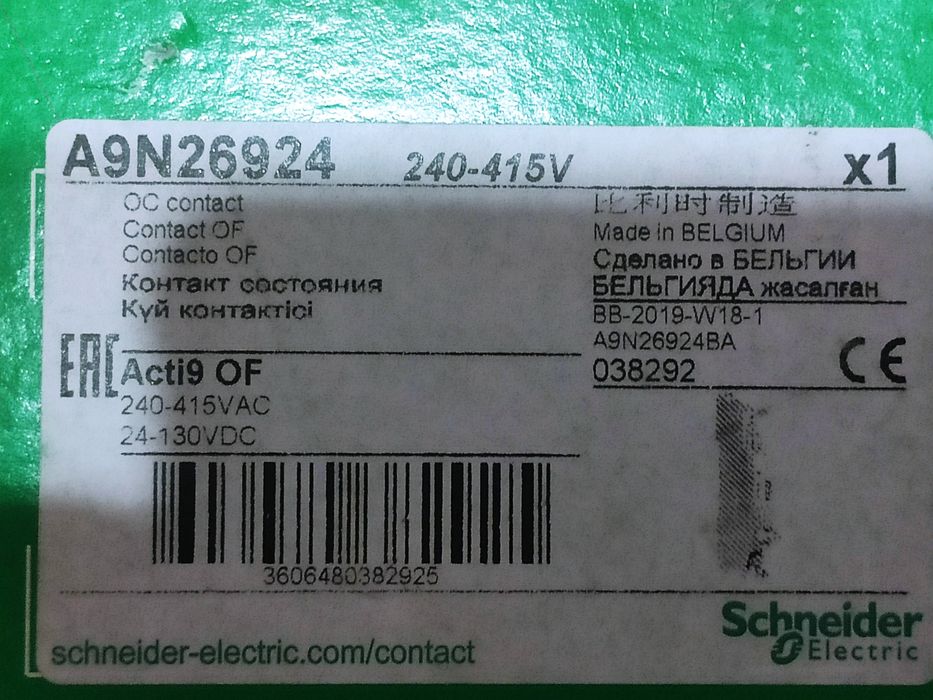 A9N26924 240-415V x1
OC contact
Contact OF
Contacto OF
Контакт состояния
Күй контактісі
比利时制造
Made in BELGIUM
Сделано в БЕЛЬГИИ
БЕЛЬГИЯДА жасалған
BB-2019-W18-1
A9N26924BA
038292
CE
EAC
Acti9 OF
240-415VAC
24-130VDC
3606480382925
schneider-electric.com/contact
Schneider
Electric